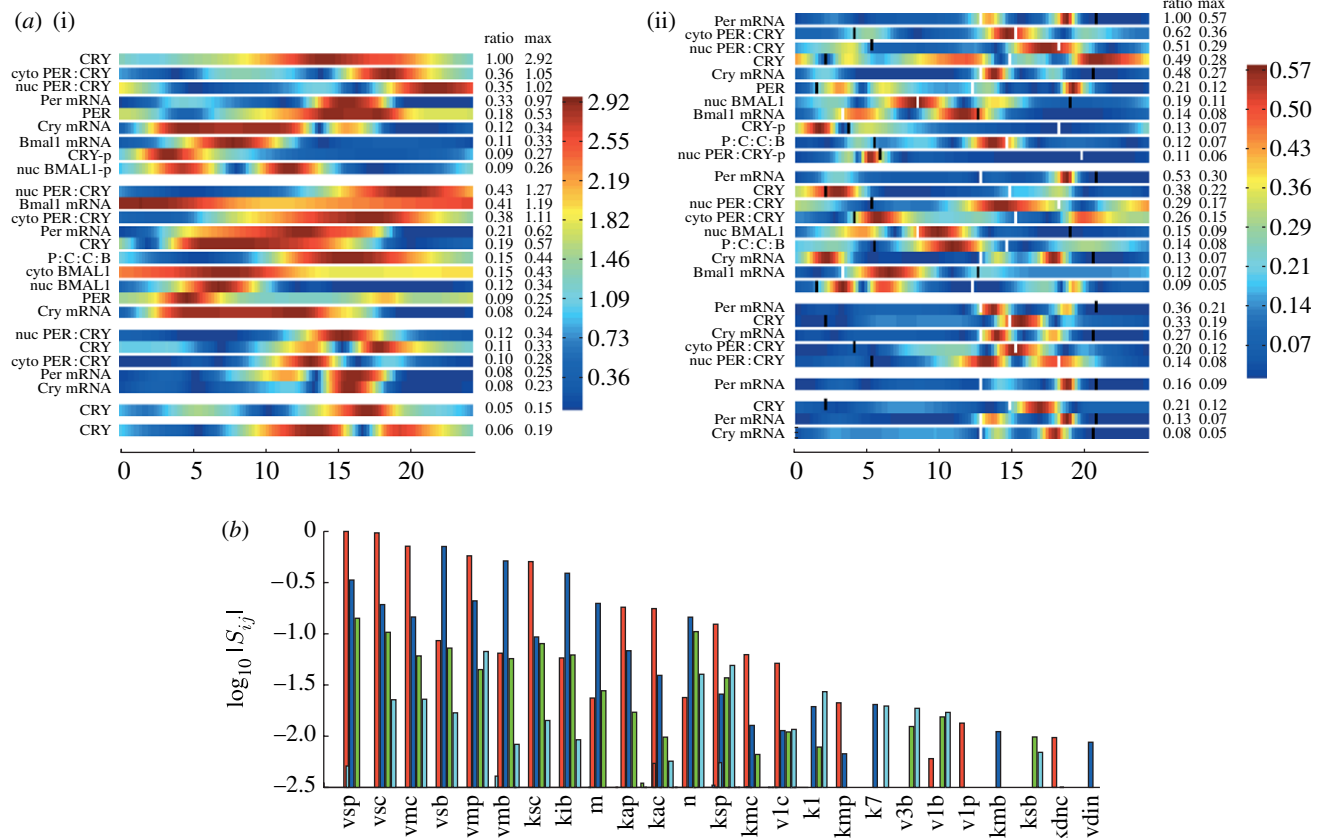 (a) (i)
ratio max
CRY 1.00 2.92
cyto PER:CRY 0.36 1.05
nuc PER:CRY 0.35 1.02
Per mRNA 0.33 0.97
PER 0.18 0.53
Cry mRNA 0.12 0.34
Bmal1 mRNA 0.11 0.33
CRY-p 0.09 0.27
nuc BMAL1-p 0.09 0.26
nuc PER:CRY 0.43 1.27
Bmal1 mRNA 0.41 1.19
cyto PER:CRY 0.38 1.11
Per mRNA 0.21 0.62
CRY 0.19 0.57
P:C:C:B 0.15 0.44
cyto BMAL1 0.15 0.43
nuc BMAL1 0.12 0.34
PER 0.09 0.25
Cry mRNA 0.08 0.24
nuc PER:CRY 0.12 0.34
CRY 0.11 0.33
cyto PER:CRY 0.10 0.28
Per mRNA 0.08 0.25
Cry mRNA 0.08 0.23
CRY 0.05 0.15
CRY 0.06 0.19
0 5 10 15 20
2.92
2.55
2.19
1.82
1.46
1.09
0.73
0.36
(ii)
ratio max
Per mRNA 1.00 0.57
cyto PER:CRY 0.62 0.36
nuc PER:CRY 0.51 0.29
CRY 0.49 0.28
Cry mRNA 0.48 0.27
PER 0.21 0.12
nuc BMAL1 0.19 0.11
Bmal1 mRNA 0.14 0.08
CRY-p 0.13 0.07
P:C:C:B 0.12 0.07
nuc PER:CRY-p 0.11 0.06
Per mRNA 0.53 0.30
CRY 0.38 0.22
nuc PER:CRY 0.29 0.17
cyto PER:CRY 0.26 0.15
nuc BMAL1 0.15 0.09
P:C:C:B 0.14 0.08
Cry mRNA 0.13 0.07
Bmal1 mRNA 0.12 0.07
PER 0.09 0.05
Per mRNA 0.36 0.21
CRY 0.33 0.19
Cry mRNA 0.27 0.16
cyto PER:CRY 0.20 0.12
nuc PER:CRY 0.14 0.08
Per mRNA 0.16 0.09
CRY 0.21 0.12
Per mRNA 0.13 0.07
Cry mRNA 0.08 0.05
0 5 10 15 20
0.57
0.50
0.43
0.36
0.29
0.21
0.14
0.07
(b)
log10 |Sij|
0
−0.5
−1.0
−1.5
−2.0
−2.5
vsp vsc vmc vsb vmp vmb ksc kib m kap kac n ksp kmc v1c k1 kmp k7 v3b v1b v1p kmb ksb kdnc vdin